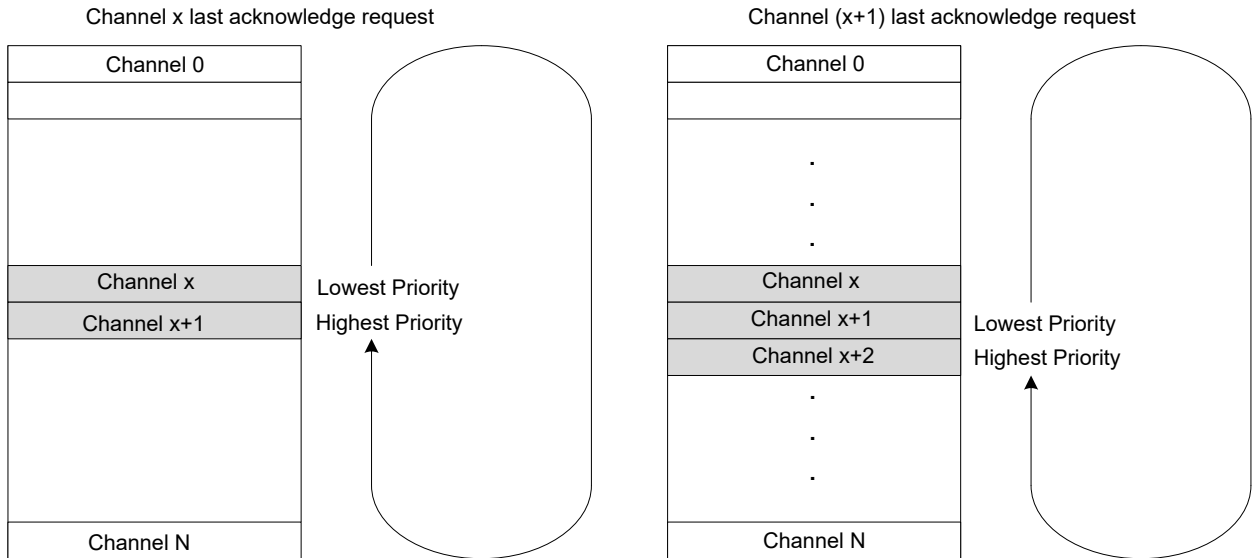 Channel x last acknowledge request
Channel 0
Channel x
Lowest Priority
Channel x+1
Highest Priority
Channel N
Channel (x+1) last acknowledge request
Channel 0
.
.
.
Channel x
Channel x+1
Lowest Priority
Channel x+2
Highest Priority
.
.
.
Channel N